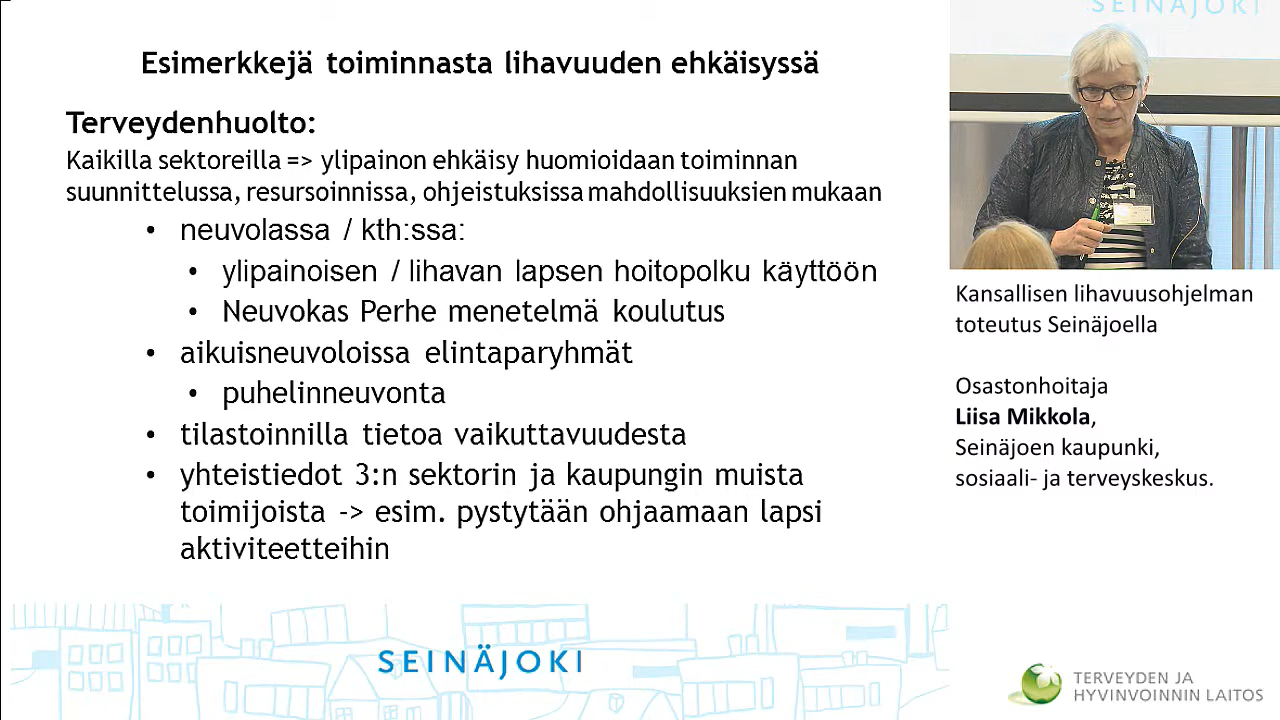 Esimerkkejä toiminnasta lihavuuden ehkäisyssä
Terveydenhuolto:
Kaikilla sektoreilla => ylipainon ehkäisy huomioidaan toiminnan
suunnittelussa, resursoinnissa, ohjeistuksissa mahdollisuuksien mukaan
• neuvolassa / kth:ssa:
• ylipainoisen / lihavan lapsen hoitopolku käyttöön
• Neuvokas Perhe menetelmä koulutus
• aikuisneuvoloissa elintaparyhmät
• puhelinneuvonta
• tilastoinnilla tietoa vaikuttavuudesta
• yhteistiedot 3:n sektorin ja kaupungin muista
toimijoista -> esim. pystytään ohjaamaan lapsi
aktiviteetteihin
SEINÄJOKI
SEINÄJOKI
Kansallisen lihavuusohjelman
toteutus Seinäjoella
Osastonhoitaja
Liisa Mikkola,
Seinäjoen kaupunki,
sosiaali- ja terveyskeskus.
TERVEYDEN JA
HYVINVOINNIN LAITOS